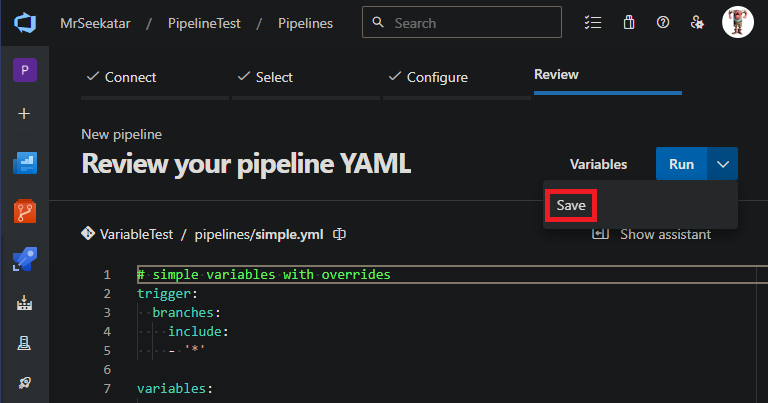 MrSeekatar / PipelineTest / Pipelines Search
P
Connect Select Configure Review
New pipeline
Review your pipeline YAML
Variables Run
Save
VariableTest / pipelines/simple.yml Show assistant
1 # simple variables with overrides
2 trigger:
3 branches:
4 include:
5 - '*'
6
7 variables: